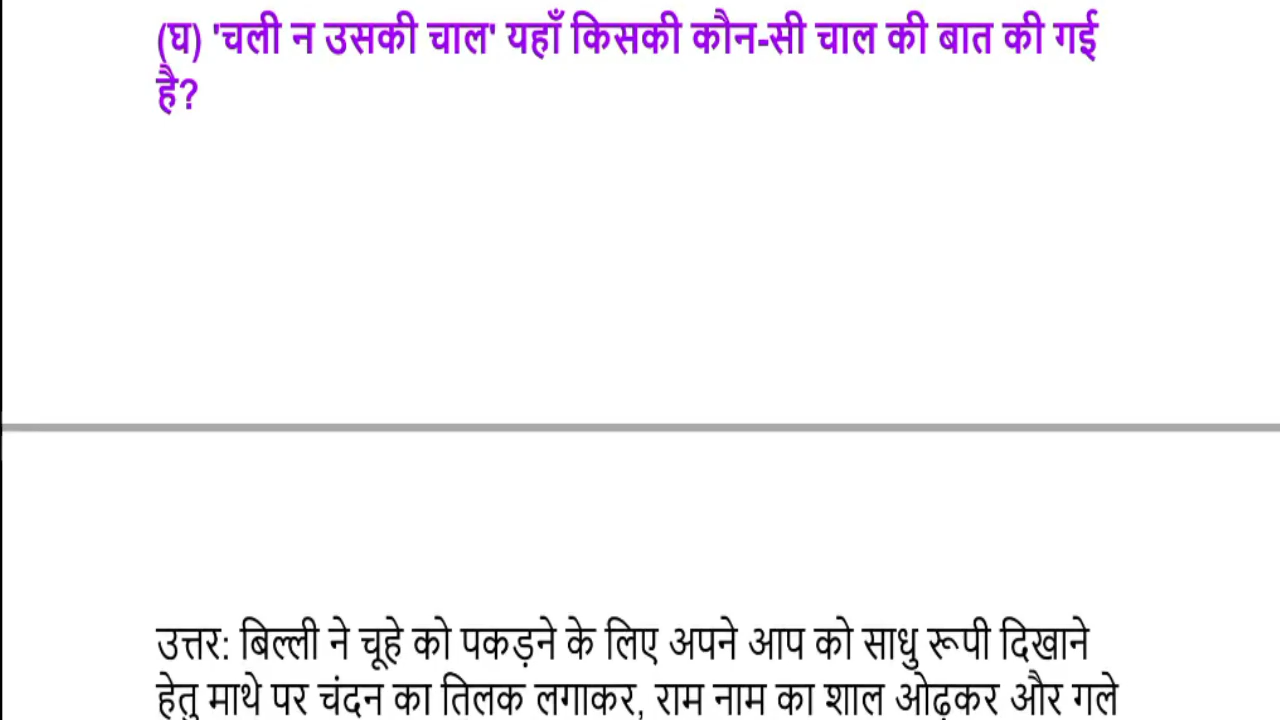 (घ) 'चली न उसकी चाल' यहाँ किसकी कौन-सी चाल की बात की गई
है?
उत्तर: बिल्ली ने चूहे को पकड़ने के लिए अपने आप को साधु रूपी दिखाने
हेतु माथे पर चंदन का तिलक लगाकर, राम नाम का शाल ओढ़कर और गले